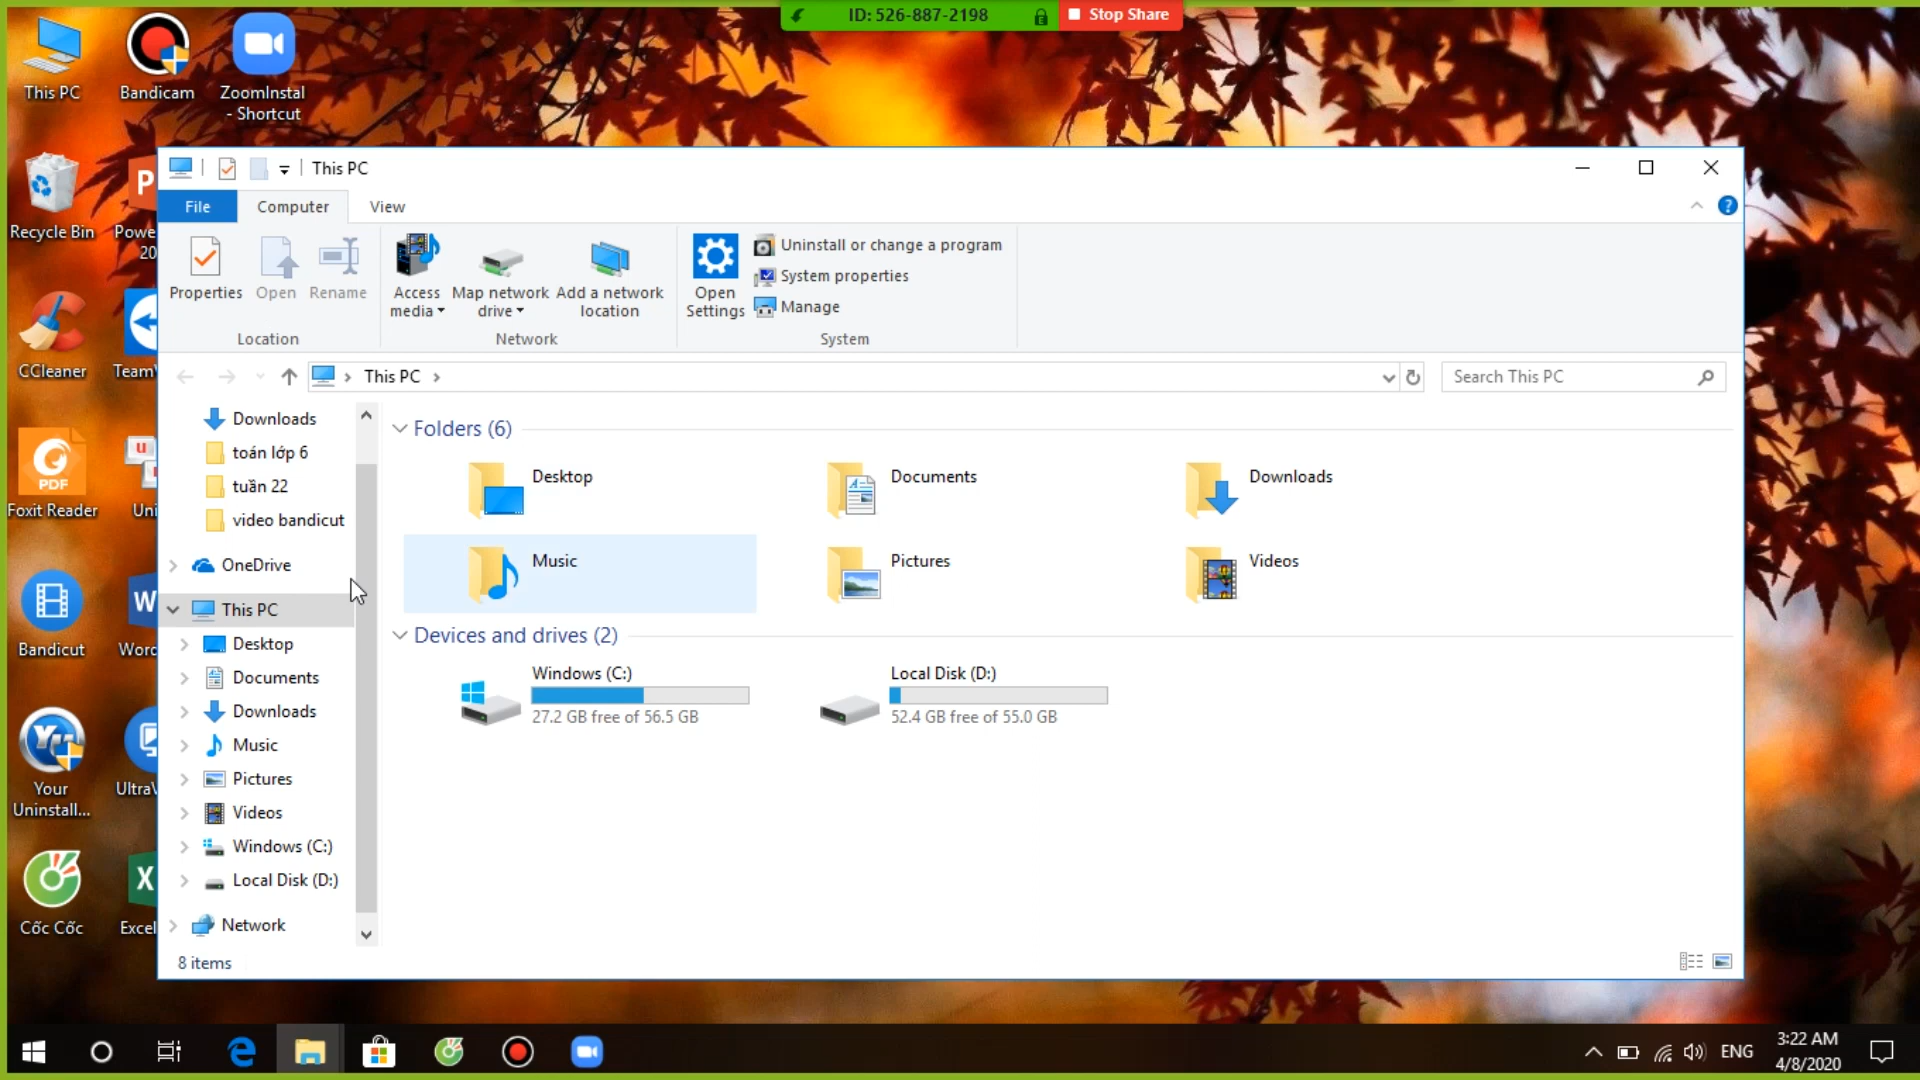 ID: 526-887-2198
Stop Share
This PC
Bandicam
ZoomInstal
- Shortcut
Recycle Bin
Powe
20
CCleaner
TeamV
PDF
Foxit Reader
Uni
Bandicut
Word
Your
Uninstall...
UltraV
Cốc Cốc
Excel
This PC
File
Computer
View
Properties
Open
Rename
Access
media
Map network
drive
Add a network
location
Open
Settings
Uninstall or change a program
System properties
Manage
Location
Network
System
This PC
Search This PC
Downloads
toán lớp 6
tuần 22
video bandicut
OneDrive
This PC
Desktop
Documents
Downloads
Music
Pictures
Videos
Windows (C:)
Local Disk (D:)
Network
Folders (6)
Desktop
Documents
Downloads
Music
Pictures
Videos
Devices and drives (2)
Windows (C:)
27.2 GB free of 56.5 GB
Local Disk (D:)
52.4 GB free of 55.0 GB
8 items
ENG
3:22 AM
4/8/2020